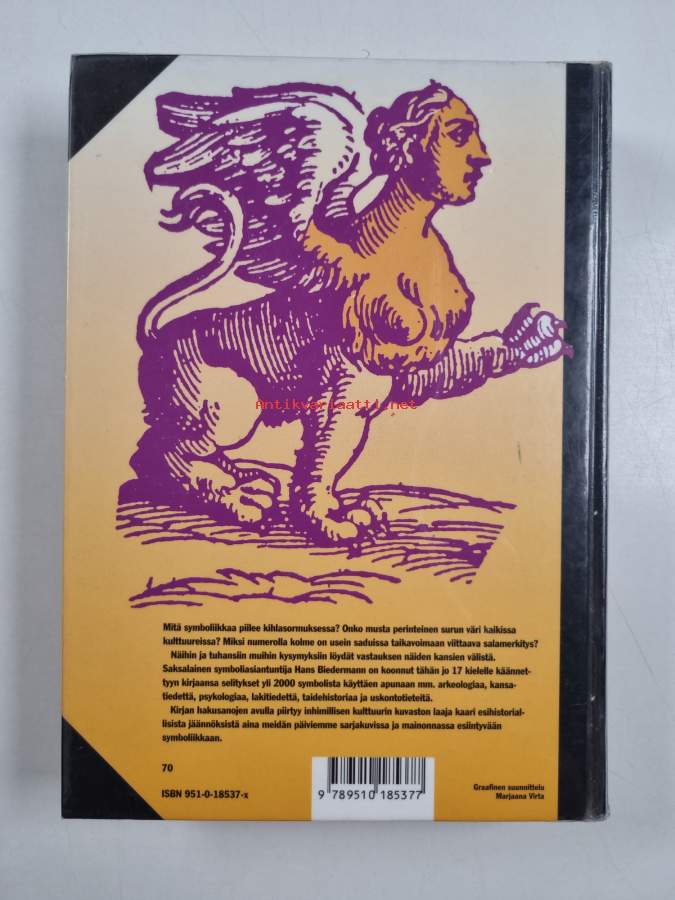 Antikvariaatti.net
Mitä symboliikkaa piilee kihlasormuksessa? Onko musta perinteinen surun väri kaikissa
kulttuureissa? Miksi numerolla kolme on usein saduissa taikavoimaan viittaava salamerkitys?
Näihin ja tuhansiin muihin kysymyksiin löydät vastauksen näiden kansien välistä.
Saksalainen symboliasiantuntija Hans Biedermann on koonnut tähän jo 17 kielelle käännet-
tyyn kirjaansa selitykset yli 2000 symbolista käyttäen apunaan mm. arkeologiaa, kansa-
tiedettä, psykologiaa, lakitiedettä, taidehistoriaa ja uskontotieteitä.
Kirjan hakusanojen avulla piirtyy inhimillisen kulttuurin kuvaston laaja kaari esihistorial-
lisista jäännöksistä aina meidän päiviemme sarjakuvissa ja mainonnassa esiintyvään
symboliikkaan.
70
ISBN 951-0-18537-x
9 789510 185377
Graafinen suunnittelu
Marjaana Virta